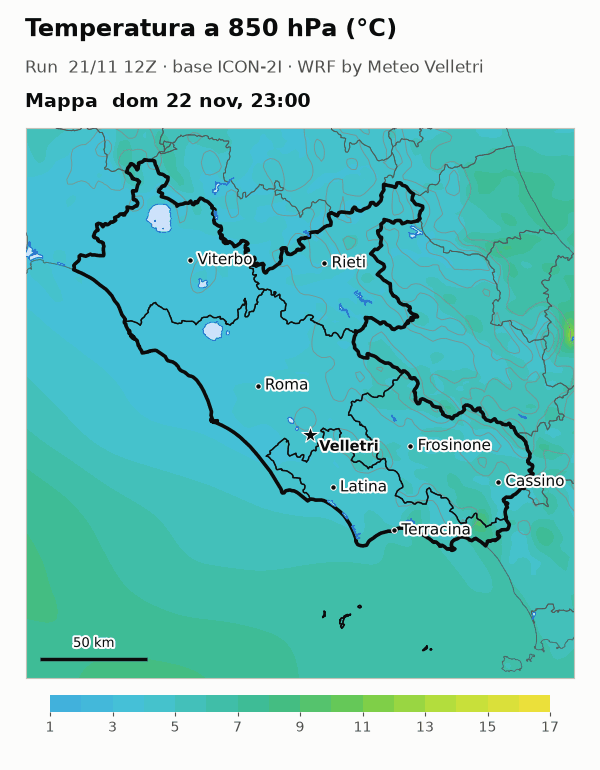 Temperatura a 850 hPa (°C)
Run  21/11 12Z · base ICON-2I · WRF by Meteo Velletri
Mappa  dom 22 nov, 23:00
Viterbo
Rieti
Roma
Velletri
Frosinone
Cassino
Latina
Terracina
50 km
1 3 5 7 9 11 13 15 17